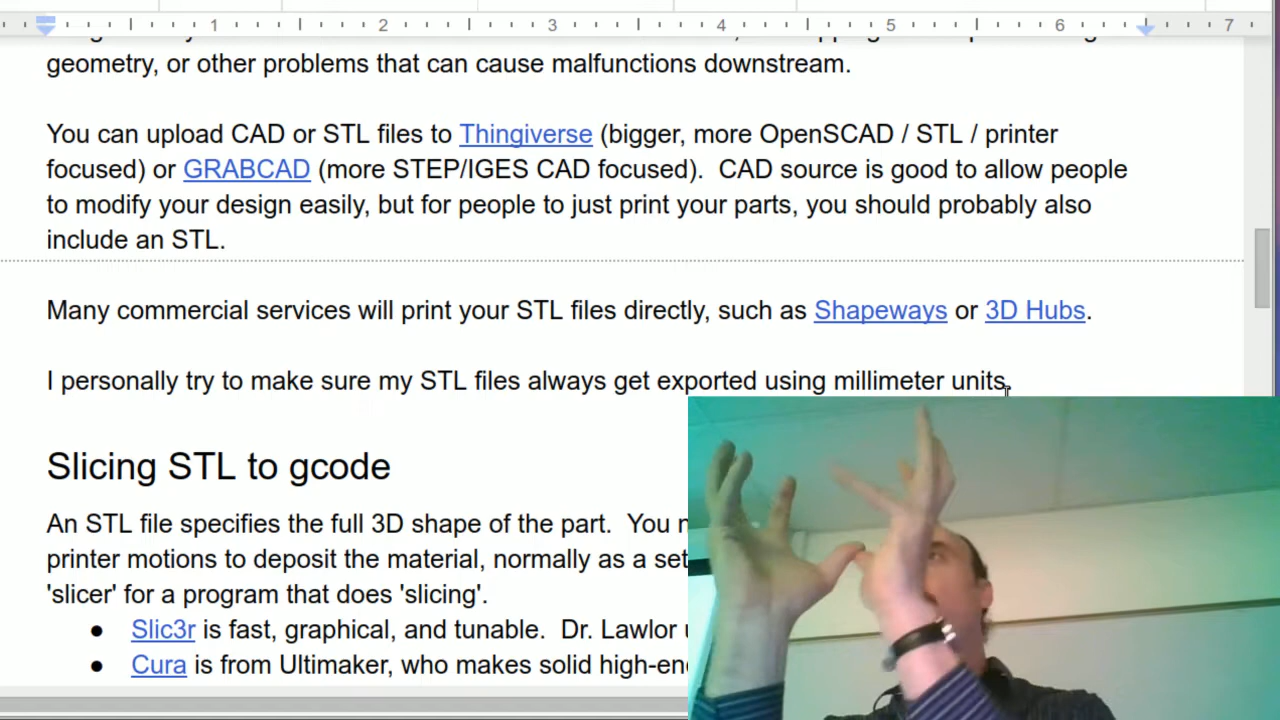 1 2 3 4 5 6 7
geometry, or other problems that can cause malfunctions downstream.
You can upload CAD or STL files to Thingiverse (bigger, more OpenSCAD / STL / printer
focused) or GRABCAD (more STEP/IGES CAD focused).  CAD source is good to allow people
to modify your design easily, but for people to just print your parts, you should probably also
include an STL.
Many commercial services will print your STL files directly, such as Shapeways or 3D Hubs.
I personally try to make sure my STL files always get exported using millimeter units.
Slicing STL to gcode
An STL file specifies the full 3D shape of the part.  You
printer motions to deposit the material, normally as a set
'slicer' for a program that does 'slicing'.
● Slic3r is fast, graphical, and tunable.  Dr. Lawlor
● Cura is from Ultimaker, who makes solid